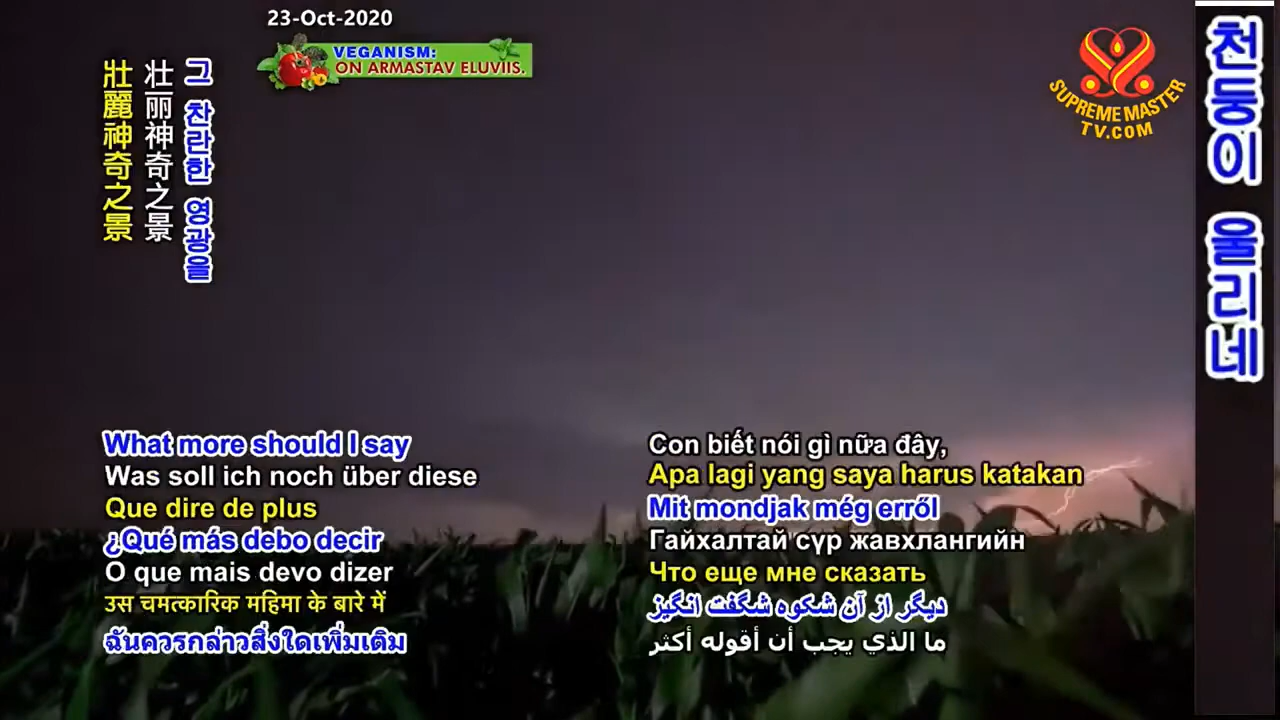 23-Oct-2020
VEGANISM:
ON ARMASTAV ELUVIIS.
SUPREME MASTER
TV.COM
천둥이 울리네
그 찬란한 영광을
壮丽神奇之景
壯麗神奇之景
What more should I say
Was soll ich noch über diese
Que dire de plus
¿Qué más debo decir
O que mais devo dizer
उस चमत्कारिक महिमा के बारे में
ฉันควรกล่าวสิ่งใดเพิ่มเติม
Con biết nói gì nữa đây,
Apa lagi yang saya harus katakan
Mit mondjak még erről
Гайхалтай сүр жавхлангийн
Что еще мне сказать
دیگر از آن شکوه شگفت انگیز
ما الذي يجب أن أقوله أكثر